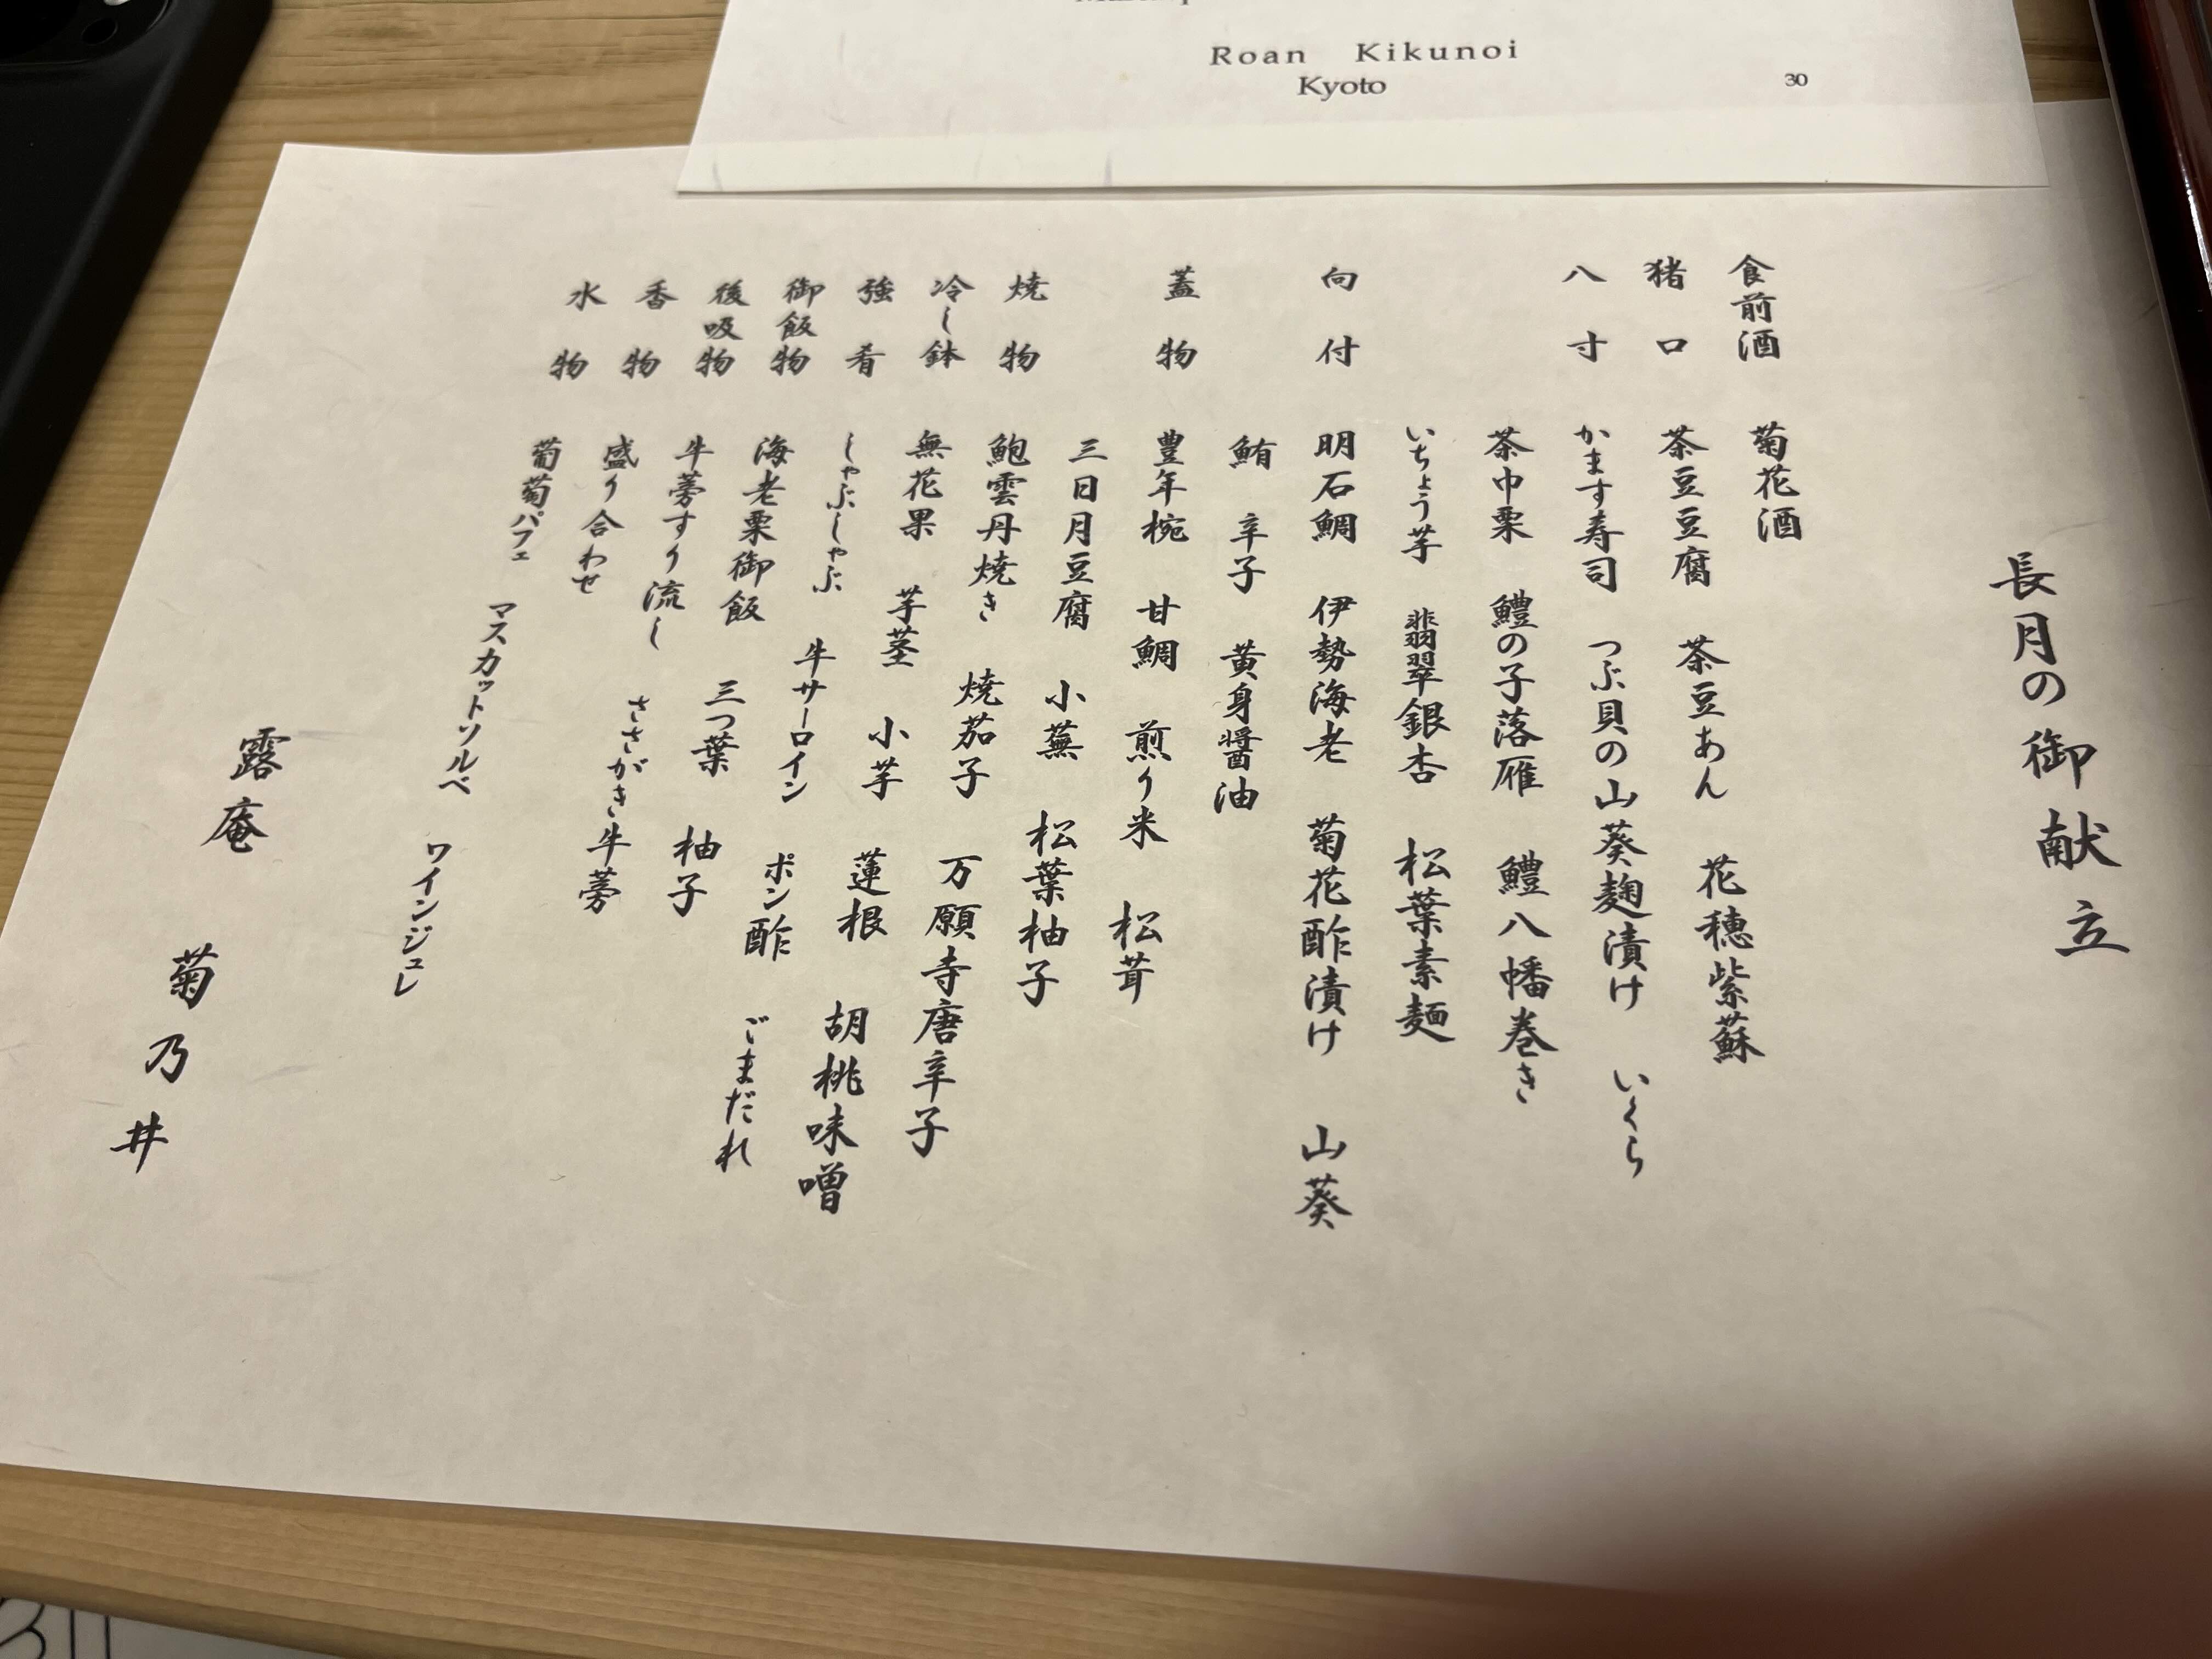 Roan Kikunoi
Kyoto
30
長月の御献立
食前酒 菊花酒
猪口 茶豆豆腐 茶豆あん 花穂紫蘇
八寸 かます寿司 つぶ貝の山葵麹漬け いくら
茶巾栗 鱧の子落雁 鱧八幡巻き
いちょう芋 翡翠銀杏 松葉素麺
向付 明石鯛 伊勢海老 菊花酢漬け 山葵
鮪 辛子 黄身醤油
蓋物 豊年椀 甘鯛 煎り米 松茸
三日月豆腐 小蕪 松葉柚子
焼物 鮑雲丹焼き 焼茄子 万願寺唐辛子
冷し鉢 無花果 芋茎 小芋 蓮根 胡桃味噌
強肴 しゃぶしゃぶ 牛サーロイン ポン酢 ごまだれ
御飯物 海老栗御飯 三つ葉 柚子
後吸物 牛蒡すり流し ささがき牛蒡
香物 盛り合わせ
水物 葡萄パフェ マスカットソルベ ワインジュレ
露庵 菊乃井